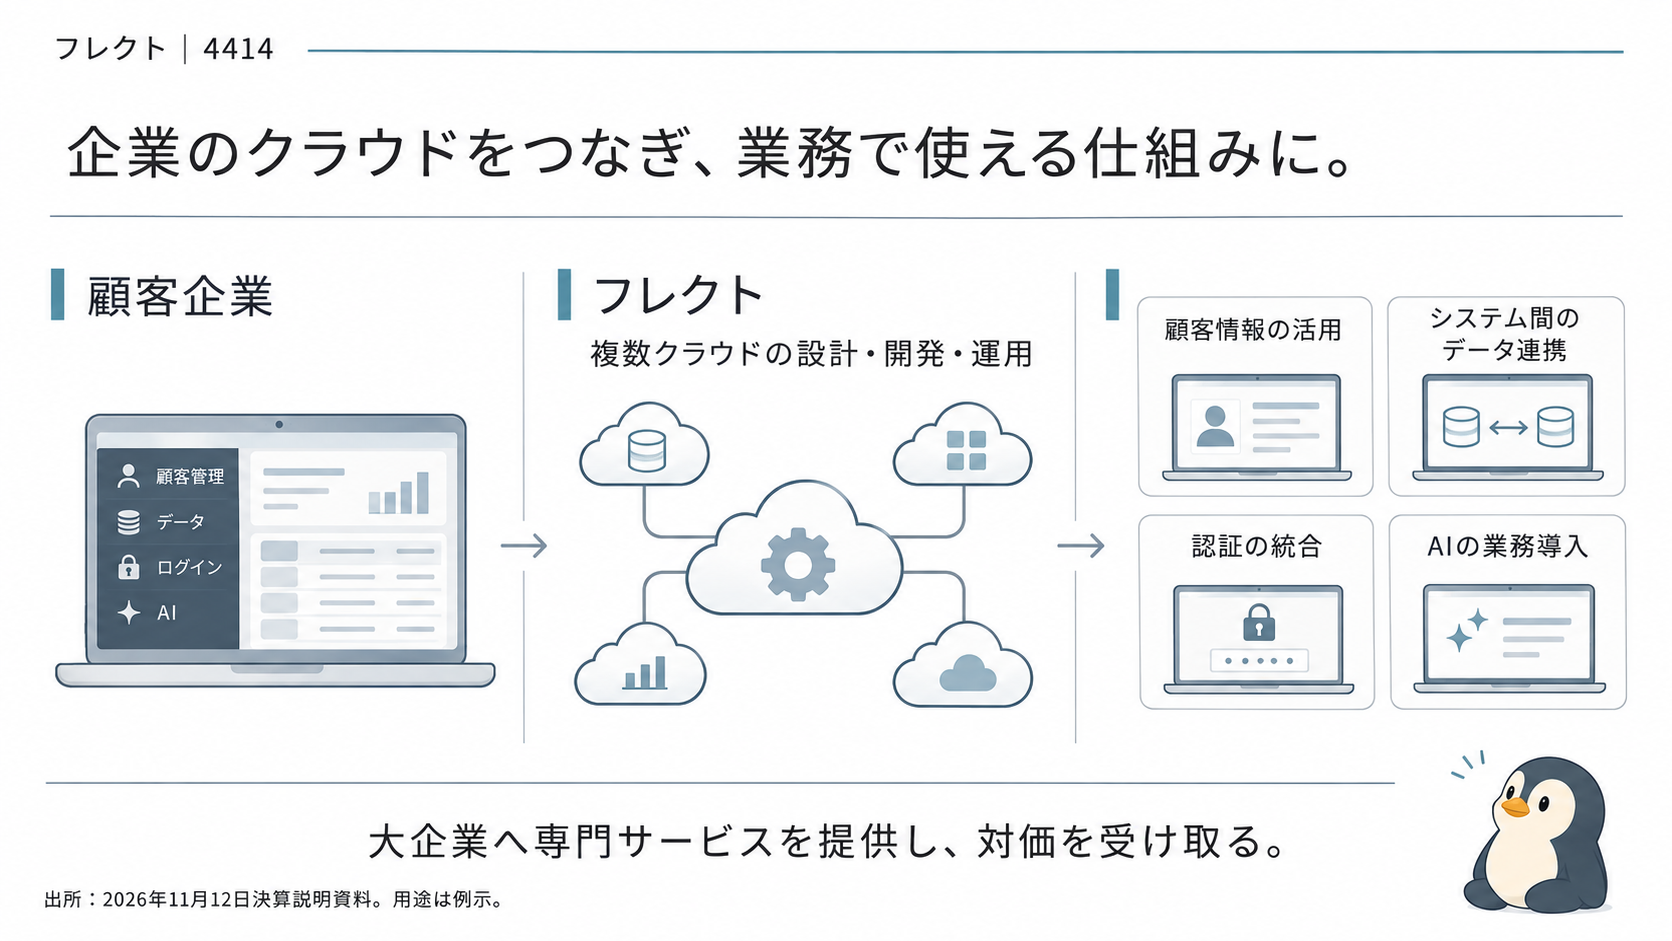 フレクト | 4414
企業のクラウドをつなぎ、業務で使える仕組みに。
顧客企業
顧客管理
データ
ログイン
AI
フレクト
複数クラウドの設計・開発・運用
顧客情報の活用
システム間の
データ連携
認証の統合
AIの業務導入
大企業へ専門サービスを提供し、対価を受け取る。
出所：2026年11月12日決算説明資料。用途は例示。